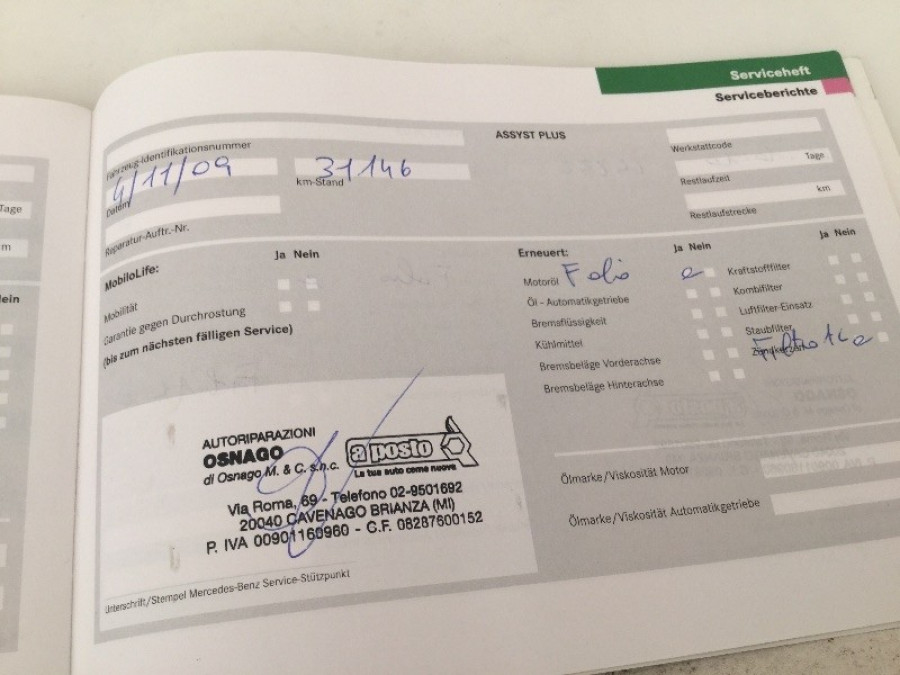 Serviceheft
Serviceberichte
ASSYST PLUS
Fahrzeug-Identifikationsnummer
4/11/09
31146
Datum
km-Stand
Reparatur-Auftr.-Nr.
Werkstattcode
Tage
Restlaufzeit
km
Restlaufstrecke
Ja Nein
MobiloLife:
Mobilität
Garantie gegen Durchrostung
(bis zum nächsten fälligen Service)
Erneuert:
Ja Nein
Motoröl
Öl - Automatikgetriebe
Bremsflüssigkeit
Kühlmittel
Bremsbeläge Vorderachse
Bremsbeläge Hinterachse
Ja Nein
Kraftstofffilter
Kombifilter
Luftfilter-Einsatz
Staubfilter
Zündkerzen
AUTORIPARAZIONI
OSNAGO
di Osnago M. & C. s.n.c.
a posto
La tua auto come nuova
Via Roma, 69 - Telefono 02-9501692
20040 CAVENAGO BRIANZA (MI)
P. IVA 00901160960 - C.F. 08287600152
Unterschrift/Stempel Mercedes-Benz Service-Stützpunkt
Ölmarke/Viskosität Motor
Ölmarke/Viskosität Automatikgetriebe
Tage